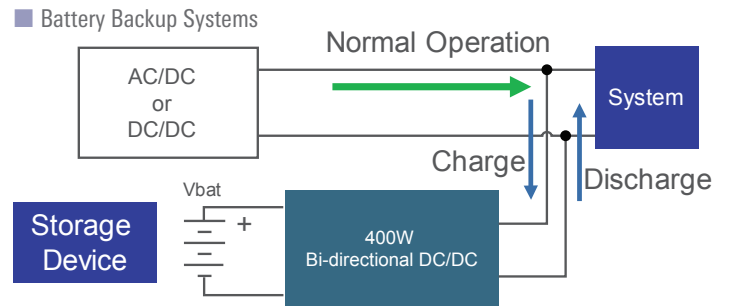 Battery Backup Systems
Normal Operation
AC/DC
or
DC/DC
System
Charge
Discharge
Vbat
+
Storage
Device
400W
Bi-directional DC/DC